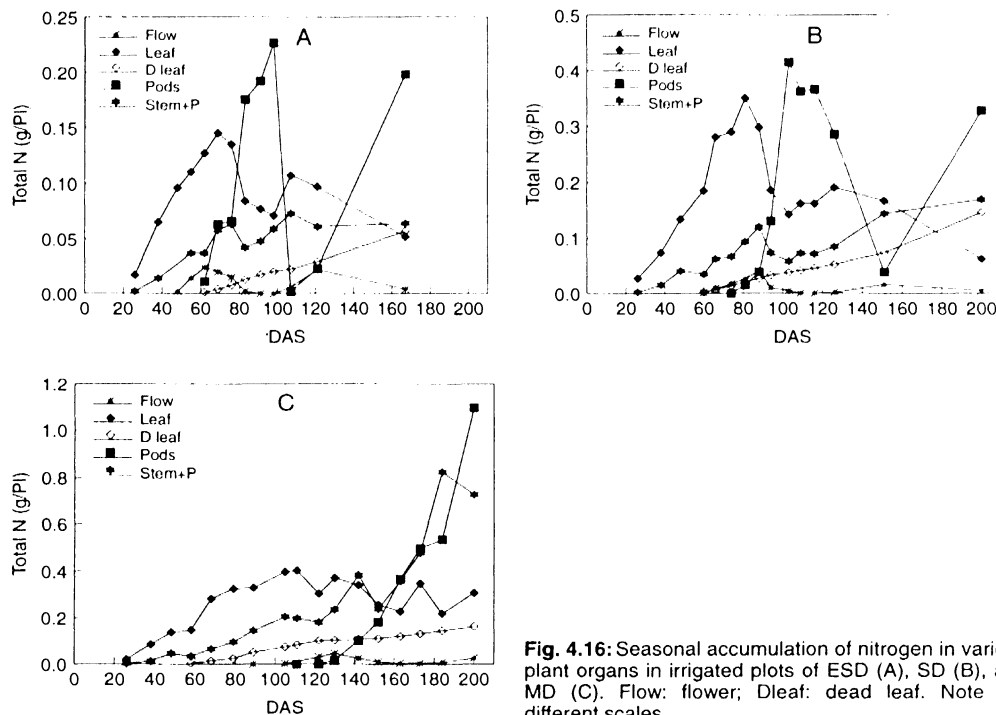 A
Total N (g/Pl)
0.25
0.20
0.15
0.10
0.05
0.00
Flow
Leaf
D leaf
Pods
Stem+P
0 20 40 60 80 100 120 140 160 180 200
DAS
B
Total N (g/Pl)
0.5
0.4
0.3
0.2
0.1
0.0
Flow
Leaf
D leaf
Pods
Stem+P
0 20 40 60 80 100 120 140 160 180 200
DAS
C
Total N (g/Pl)
1.2
1.0
0.8
0.6
0.4
0.2
0.0
Flow
Leaf
D leaf
Pods
Stem+P
0 20 40 60 80 100 120 140 160 180 200
DAS
Fig. 4.16: Seasonal accumulation of nitrogen in
plant organs in irrigated plots of ESD (A), SD (B),
MD (C). Flow: flower; Dleaf: dead leaf. Note
different scales